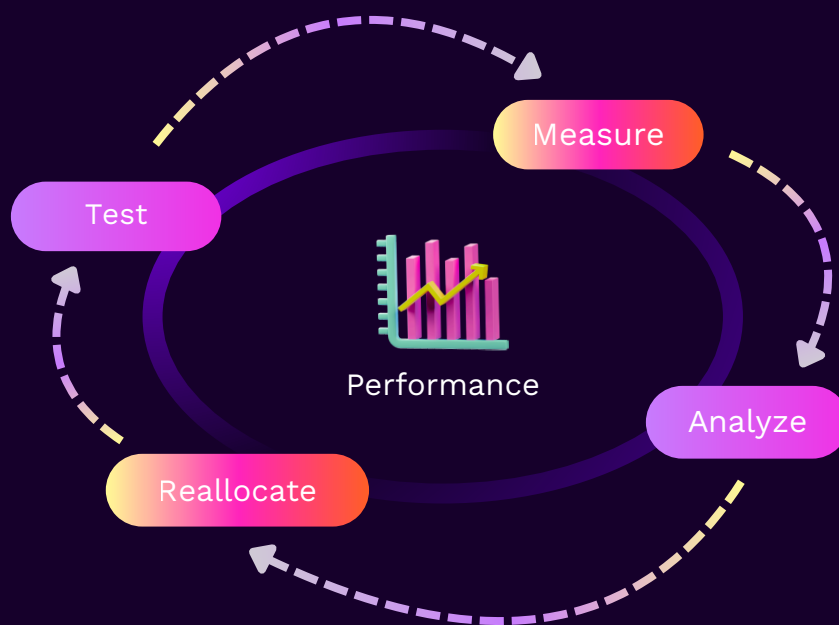 Measure
Test
Performance
Analyze
Reallocate